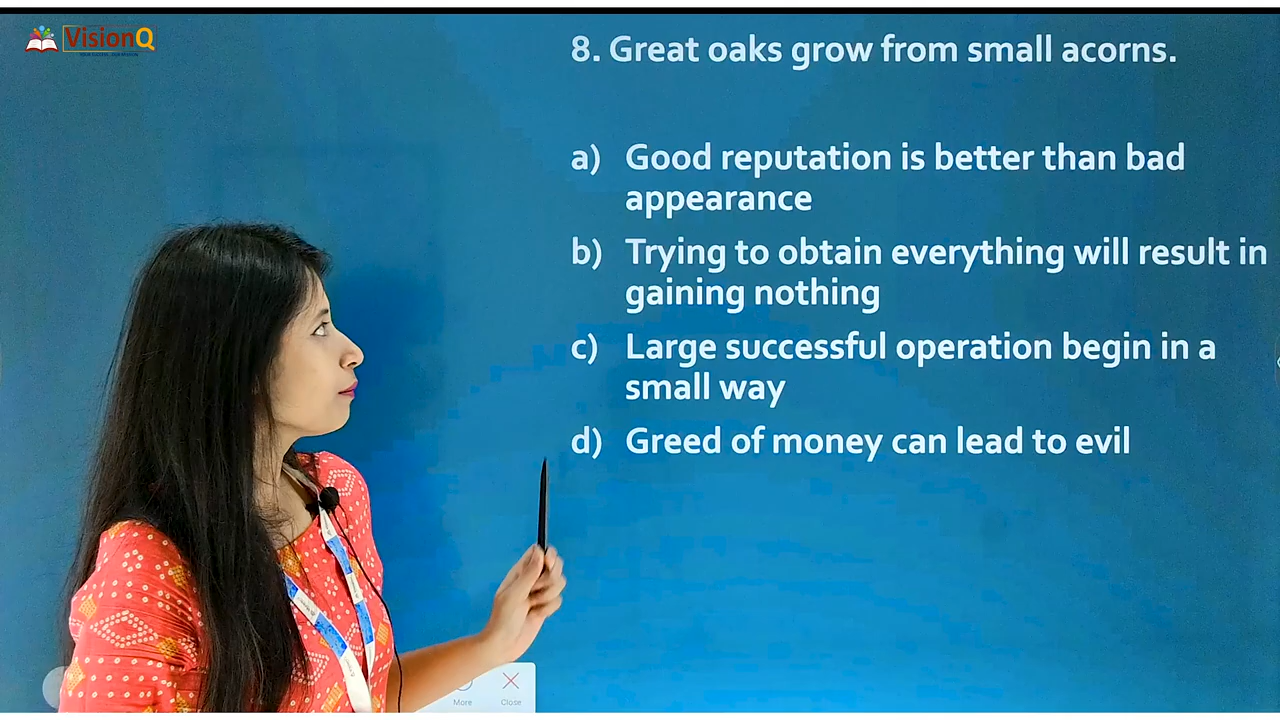 VisionQ
8. Great oaks grow from small acorns.
a) Good reputation is better than bad
appearance
b) Trying to obtain everything will result in
gaining nothing
c) Large successful operation begin in a
small way
d) Greed of money can lead to evil
More Close